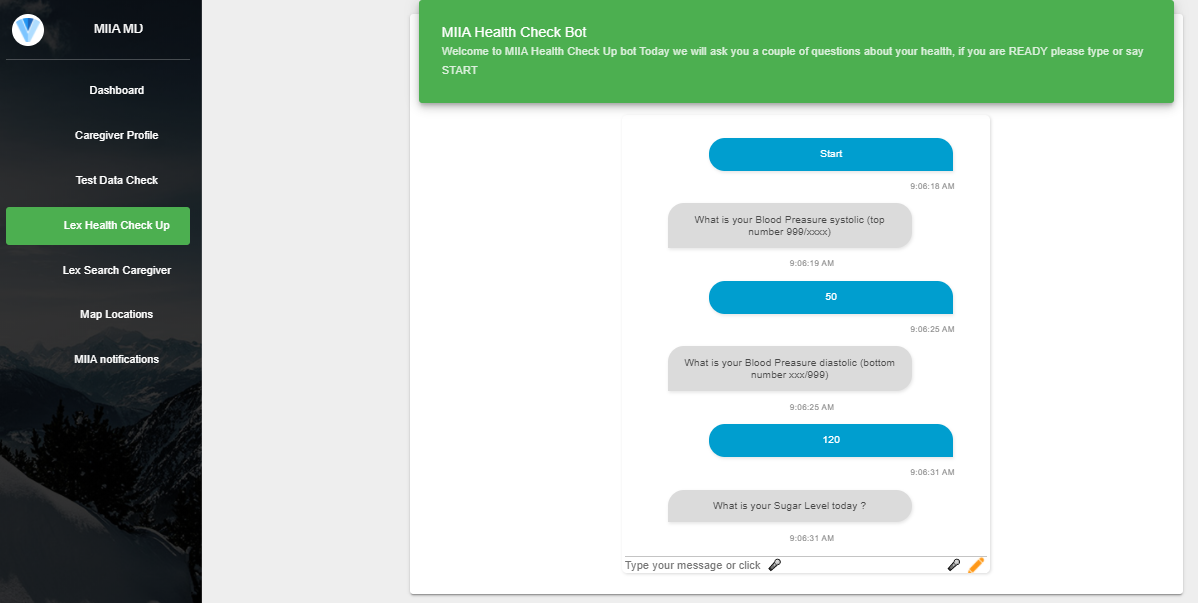 MIIA MD
Dashboard
Caregiver Profile
Test Data Check
Lex Health Check Up
Lex Search Caregiver
Map Locations
MIIA notifications
MIIA Health Check Bot
Welcome to MIIA Health Check Up bot Today we will ask you a couple of questions about your health, if you are READY please type or say
START
Start
9:06:18 AM
What is your Blood Preasure systolic (top
number 999/xxxx)
9:06:19 AM
50
9:06:25 AM
What is your Blood Preasure diastolic (bottom
number xxx/999)
9:06:25 AM
120
9:06:31 AM
What is your Sugar Level today ?
9:06:31 AM
Type your message or click